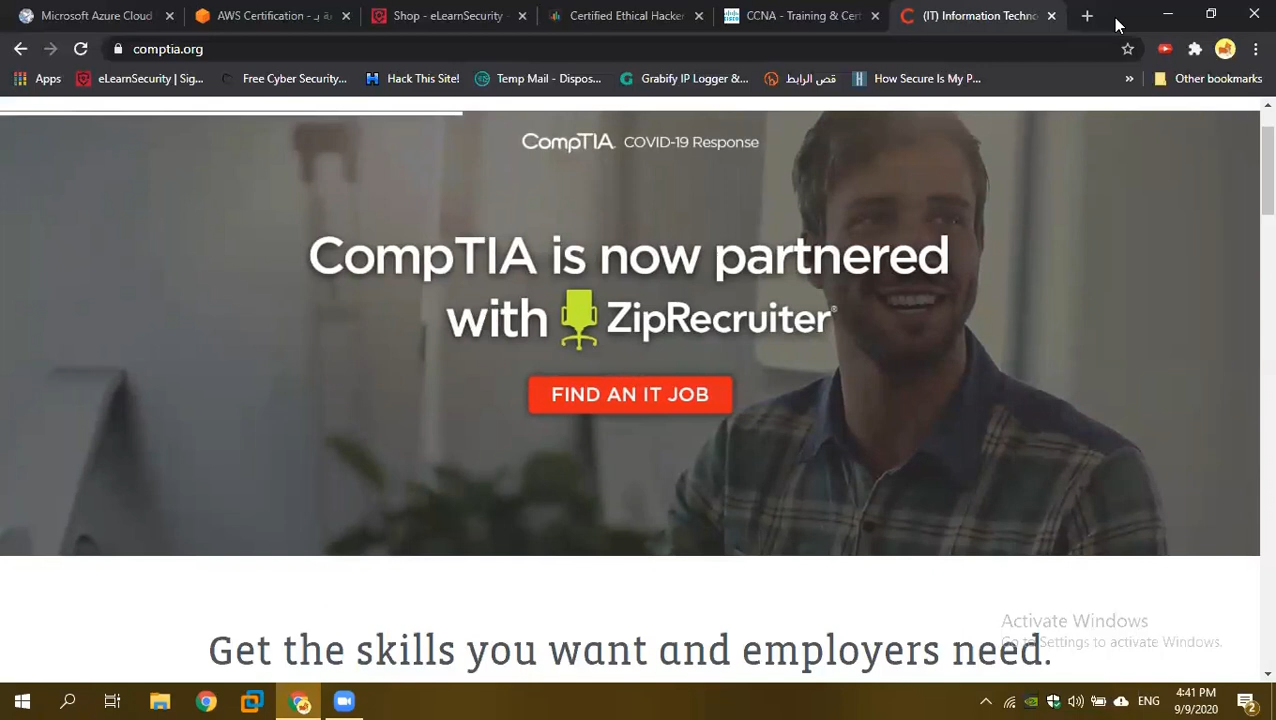 Microsoft Azure Cloud
AWS Certification - ية
Shop - eLearnSecurity
Certified Ethical Hacker
CCNA - Training & Cert
(IT) Information Techno
comptia.org
Apps
eLearnSecurity | Sig...
Free Cyber Security...
Hack This Site!
Temp Mail - Dispos...
Grabify IP Logger &...
قص الرابط
How Secure Is My P...
»
Other bookmarks
CompTIA. COVID-19 Response
CompTIA is now partnered
with ZipRecruiter®
FIND AN IT JOB
Get the skills you want and employers need.
Activate Windows
Go to Settings to activate Windows.
ENG
4:41 PM
9/9/2020
2